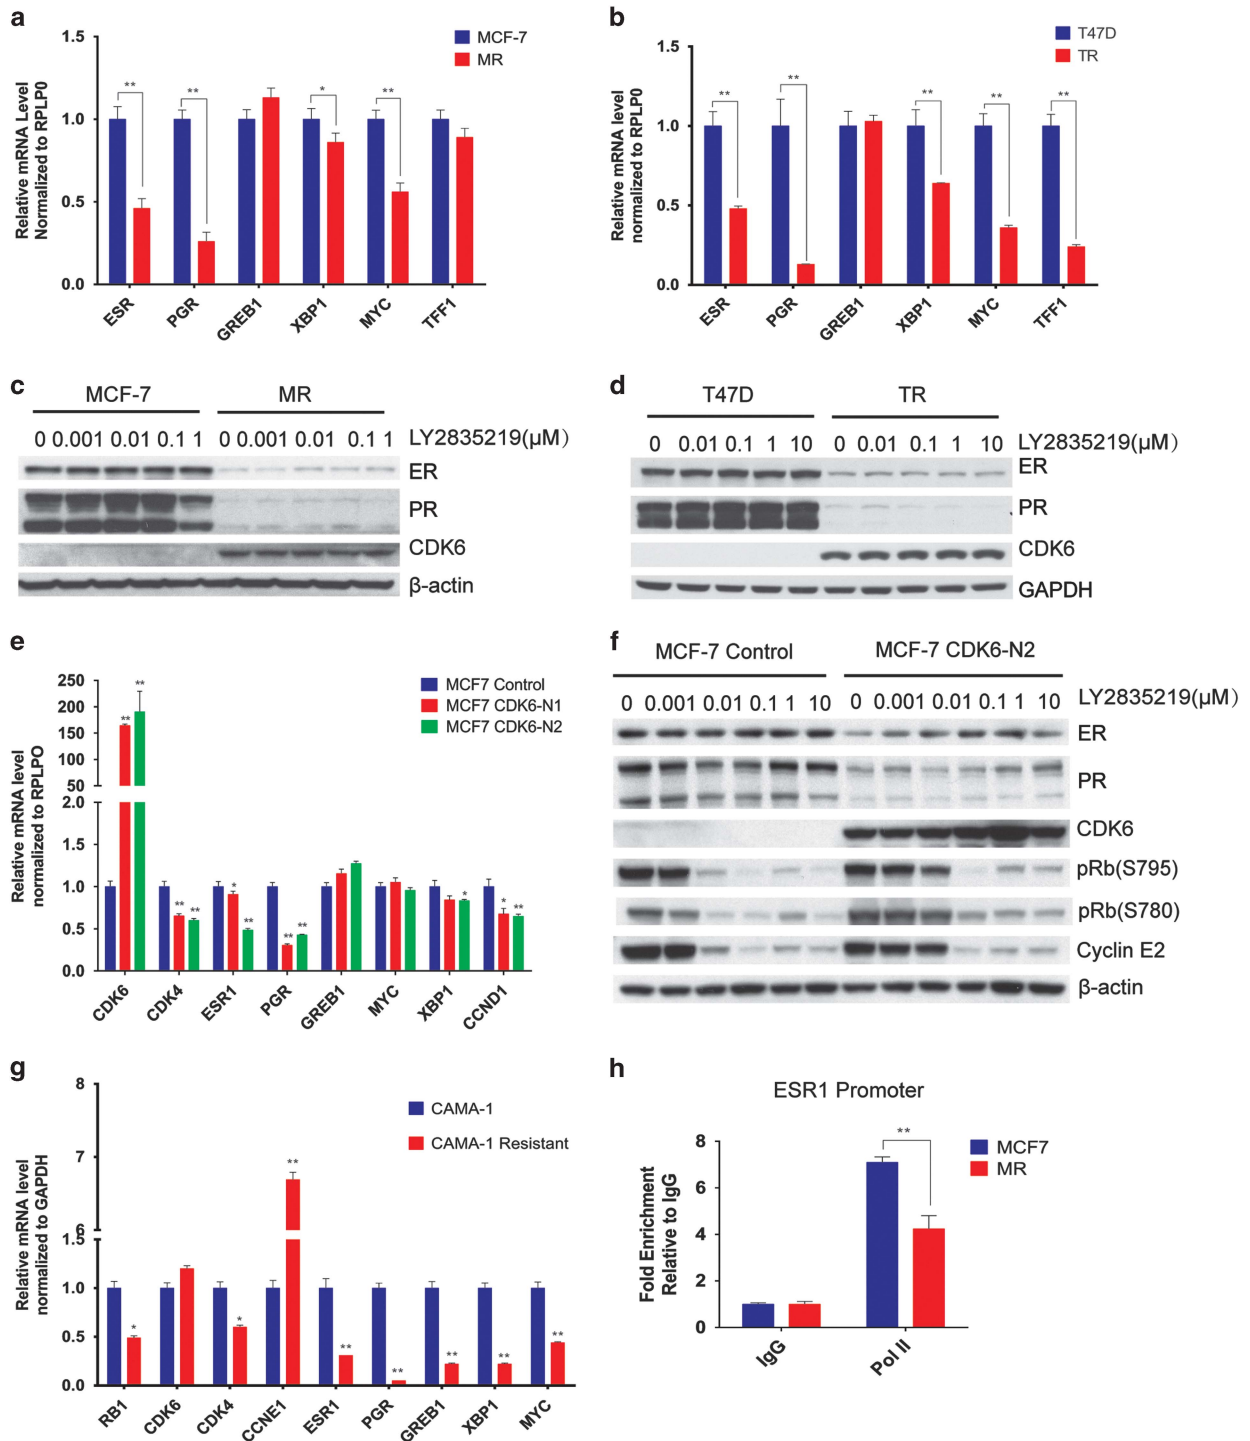 a
1.5
1.0
0.5
0.0
Relative mRNA Level
Normalized to RPLP0
MCF-7
MR
** ** * **
ESR PGR GREB1 XBP1 MYC TFF1
b
1.5
1.0
0.5
0.0
Relative mRNA level
normalized to RPLP0
T47D
TR
** ** ** ** **
ESR PGR GREB1 XBP1 MYC TFF1
c
MCF-7 MR
0 0.001 0.01 0.1 1 0 0.001 0.01 0.1 1 LY2835219(µM)
ER
PR
CDK6
β-actin
d
T47D TR
0 0.01 0.1 1 10 0 0.01 0.1 1 10 LY2835219(µM)
ER
PR
CDK6
GAPDH
e
250
200
150
100
50
2.0
1.5
1.0
0.5
0.0
Relative mRNA level
normalized to RPLPO
MCF7 Control
MCF7 CDK6-N1
MCF7 CDK6-N2
** ** ** ** * ** ** ** * * **
CDK6 CDK4 ESR1 PGR GREB1 MYC XBP1 CCND1
f
MCF-7 Control MCF-7 CDK6-N2
0 0.001 0.01 0.1 1 10 0 0.001 0.01 0.1 1 10 LY2835219(µM)
ER
PR
CDK6
pRb(S795)
pRb(S780)
Cyclin E2
β-actin
g
8
7
6
1.5
1.0
0.5
0.0
Relative mRNA level
normalized to GAPDH
CAMA-1
CAMA-1 Resistant
* * ** ** ** ** ** **
RB1 CDK6 CDK4 CCNE1 ESR1 PGR GREB1 XBP1 MYC
h
ESR1 Promoter
8
6
4
2
0
Fold Enrichment
Relative to IgG
**
MCF7
MR
IgG Pol II